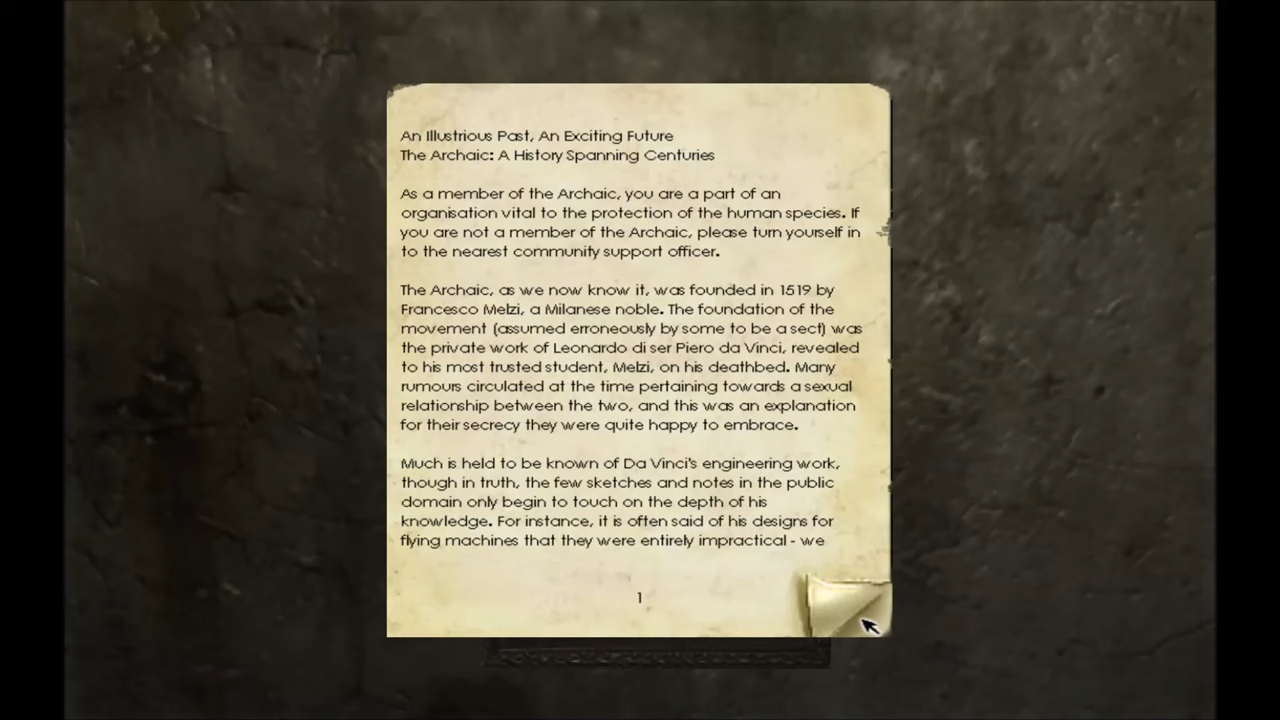 An Illustrious Past, An Exciting Future
The Archaic: A History Spanning Centuries
As a member of the Archaic, you are a part of an
organisation vital to the protection of the human species. If
you are not a member of the Archaic, please turn yourself in
to the nearest community support officer.
The Archaic, as we now know it, was founded in 1519 by
Francesco Melzi, a Milanese noble. The foundation of the
movement (assumed erroneously by some to be a sect) was
the private work of Leonardo di ser Piero da Vinci, revealed
to his most trusted student, Melzi, on his deathbed. Many
rumours circulated at the time pertaining towards a sexual
relationship between the two, and this was an explanation
for their secrecy they were quite happy to embrace.
Much is held to be known of Da Vinci's engineering work,
though in truth, the few sketches and notes in the public
domain only begin to touch on the depth of his
knowledge. For instance, it is often said of his designs for
flying machines that they were entirely impractical - we
1